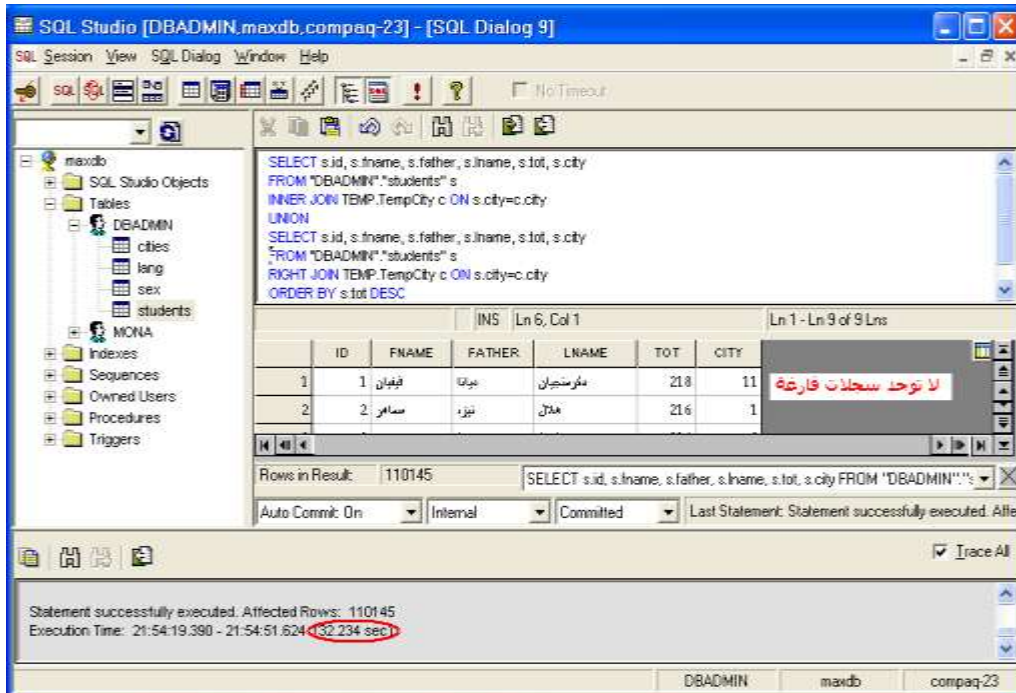 SQL Studio [DBADMIN,maxdb,compaq-23] - [SQL Dialog 9]
SQL Session View SQL Dialog Window Help
SQL No Timeout
maxdb
SQL Studio Objects
Tables
DBADMIN
cities
lang
sex
students
MONA
Indexes
Sequences
Owned Users
Procedures
Triggers
SELECT s.id, s.fname, s.father, s.lname, s.tot, s.city
FROM "DBADMIN"."students" s
INNER JOIN TEMP.TempCity c ON s.city=c.city
UNION
SELECT s.id, s.fname, s.father, s.lname, s.tot, s.city
FROM "DBADMIN"."students" s
RIGHT JOIN TEMP.TempCity c ON s.city=c.city
ORDER BY s.tot DESC
INS Ln 6, Col 1 Ln 1 - Ln 9 of 9 Lns
ID FNAME FATHER LNAME TOT CITY
1 1 218 11
2 2 هلال 216 1
لا توجد سجلات فارغة
Rows in Result: 110145 SELECT s.id, s.fname, s.father, s.lname, s.tot, s.city FROM "DBADMIN"."s
Auto Commit: On Internal Committed Last Statement: Statement successfully executed. Affe
Trace All
Statement successfully executed. Affected Rows: 110145
Execution Time: 21:54:19.390 - 21:54:51.624 (32.234 sec)
DBADMIN maxdb compaq-23